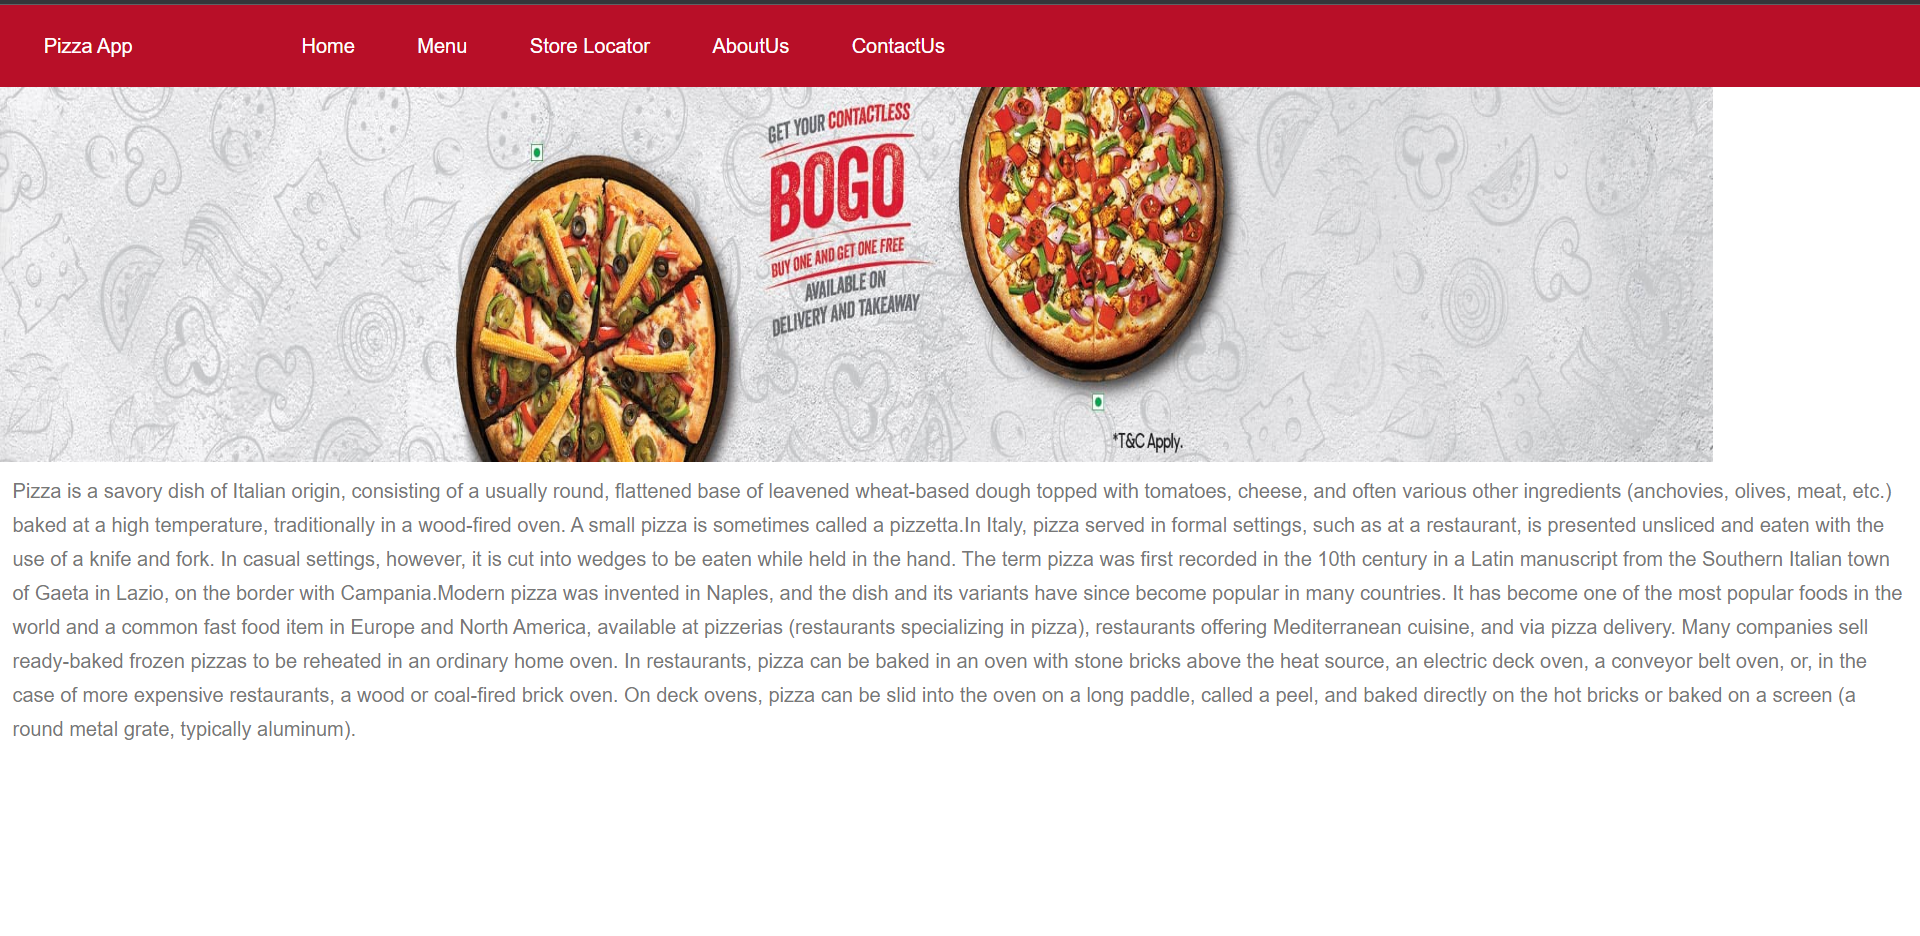 Pizza App Home Menu Store Locator AboutUs ContactUs
GET YOUR CONTACTLESS
BOGO
BUY ONE AND GET ONE FREE
AVAILABLE ON
DELIVERY AND TAKEAWAY
*T&C Apply.
Pizza is a savory dish of Italian origin, consisting of a usually round, flattened base of leavened wheat-based dough topped with tomatoes, cheese, and often various other ingredients (anchovies, olives, meat, etc.)
baked at a high temperature, traditionally in a wood-fired oven. A small pizza is sometimes called a pizzetta.In Italy, pizza served in formal settings, such as at a restaurant, is presented unsliced and eaten with the
use of a knife and fork. In casual settings, however, it is cut into wedges to be eaten while held in the hand. The term pizza was first recorded in the 10th century in a Latin manuscript from the Southern Italian town
of Gaeta in Lazio, on the border with Campania.Modern pizza was invented in Naples, and the dish and its variants have since become popular in many countries. It has become one of the most popular foods in the
world and a common fast food item in Europe and North America, available at pizzerias (restaurants specializing in pizza), restaurants offering Mediterranean cuisine, and via pizza delivery. Many companies sell
ready-baked frozen pizzas to be reheated in an ordinary home oven. In restaurants, pizza can be baked in an oven with stone bricks above the heat source, an electric deck oven, a conveyor belt oven, or, in the
case of more expensive restaurants, a wood or coal-fired brick oven. On deck ovens, pizza can be slid into the oven on a long paddle, called a peel, and baked directly on the hot bricks or baked on a screen (a
round metal grate, typically aluminum).